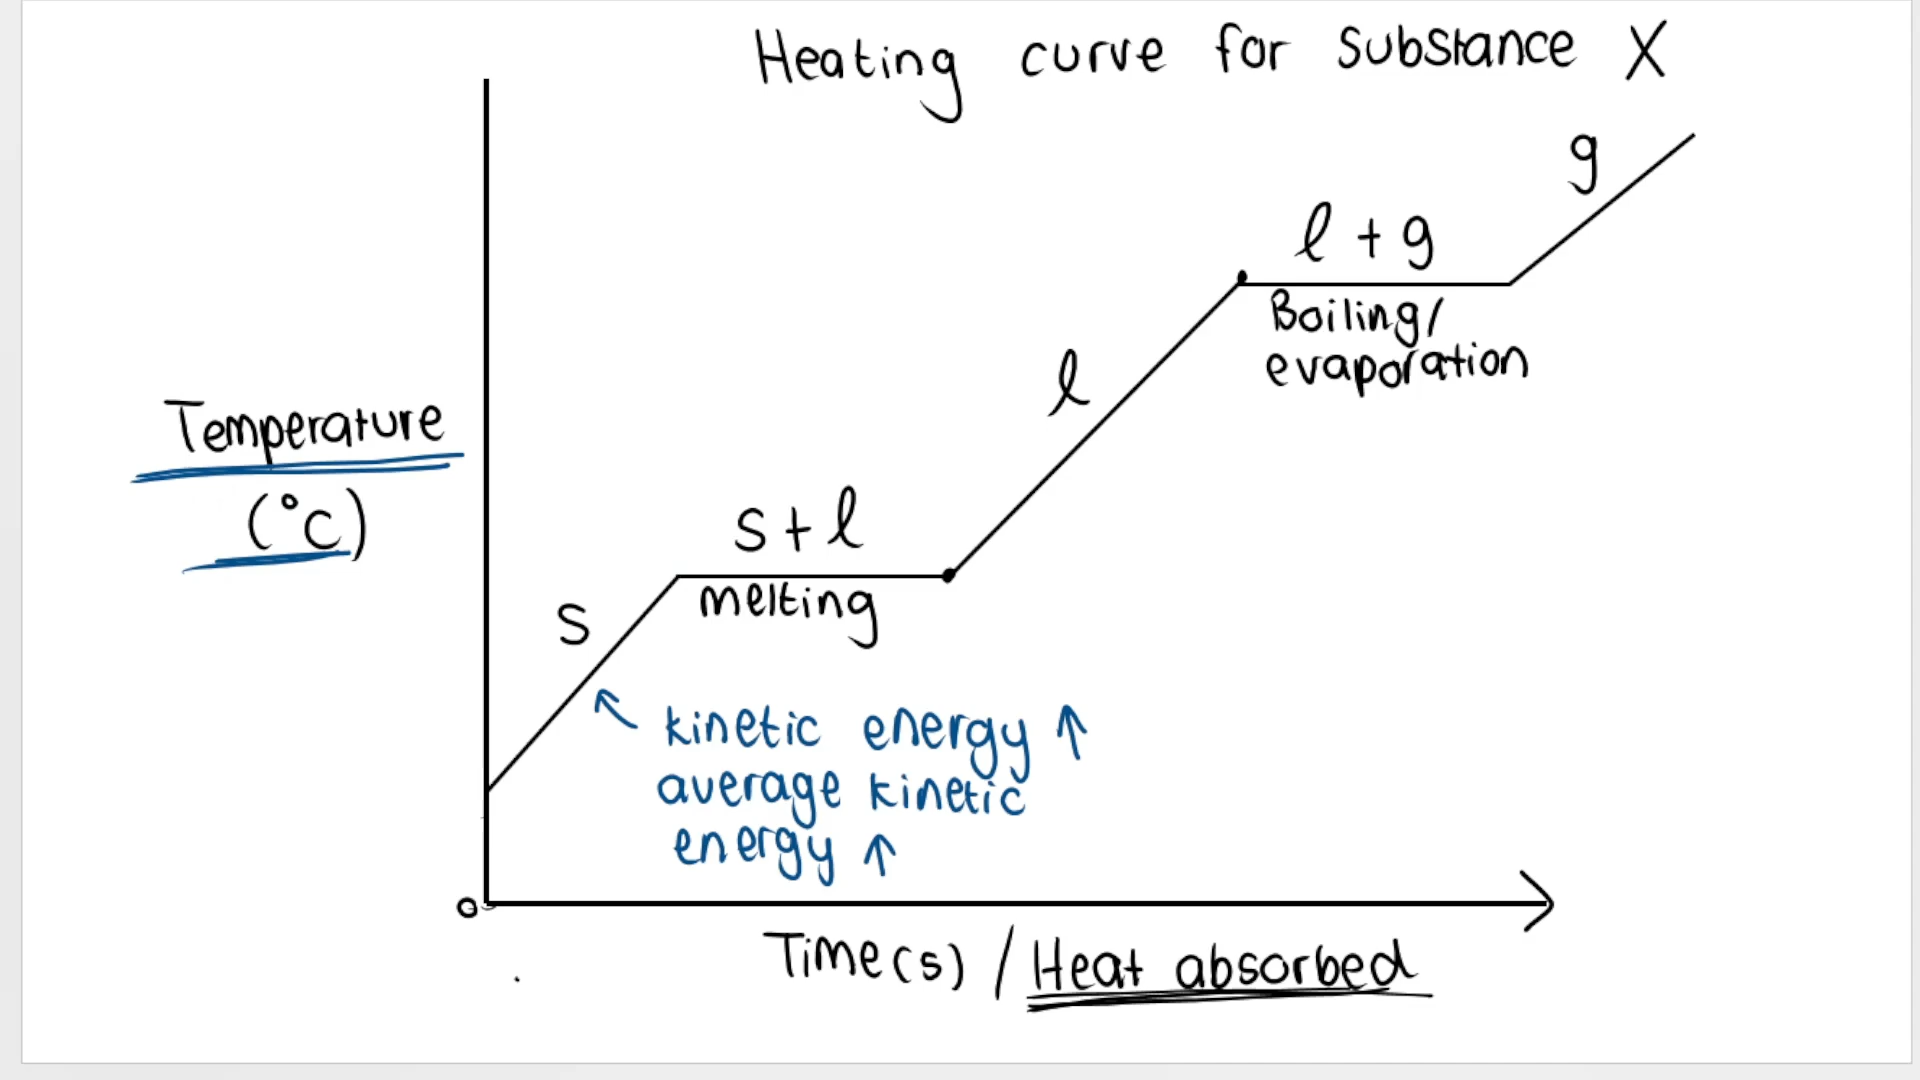 Heating curve for substance X
g
l + g
Boiling/
evaporation
l
Temperature
(°C)
s + l
melting
s
kinetic energy ↑
average kinetic
energy ↑
0
Time(s) / Heat absorbed